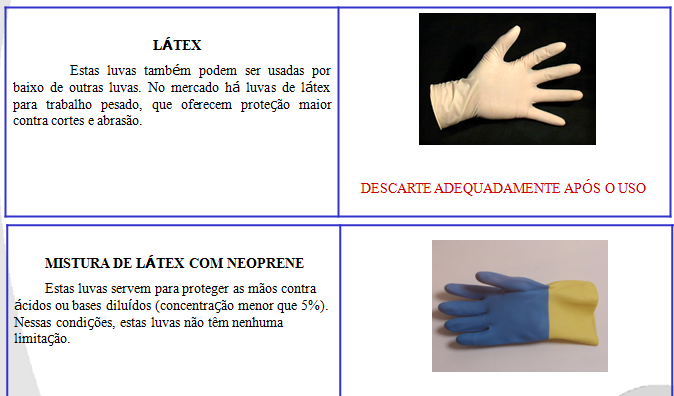 LÁTEX
Estas luvas também podem ser usadas por
baixo de outras luvas. No mercado há luvas de látex
para trabalho pesado, que oferecem proteção maior
contra cortes e abrasão.
DESCARTE ADEQUADAMENTE APÓS O USO
MISTURA DE LÁTEX COM NEOPRENE
Estas luvas servem para proteger as mãos contra
ácidos ou bases diluídos (concentração menor que 5%).
Nessas condições, estas luvas não têm nenhuma
limitação.